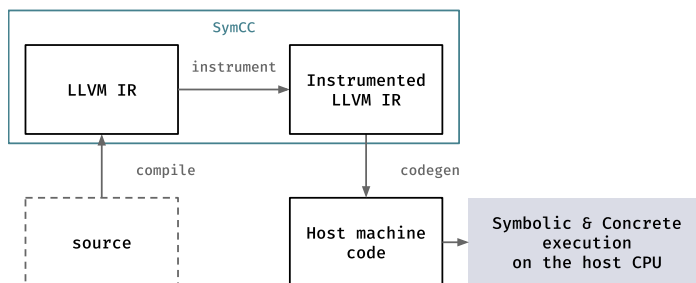 SymCC
LLVM IR
instrument
Instrumented
LLVM IR
compile
codegen
source
Host machine
code
Symbolic & Concrete
execution
on the host CPU